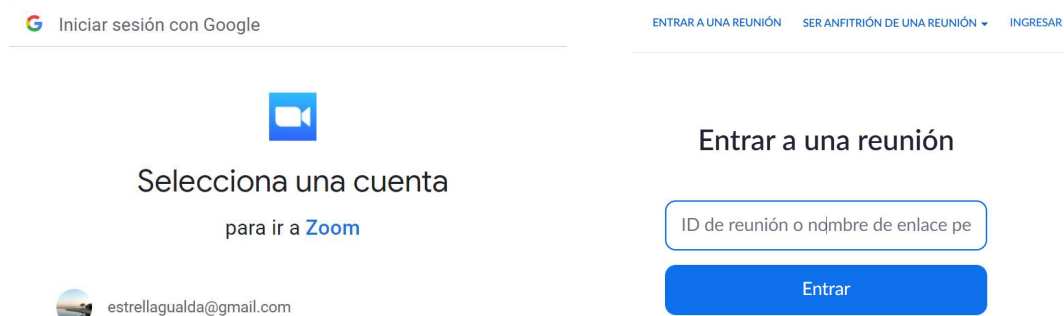 Iniciar sesión con Google
Selecciona una cuenta
para ir a Zoom
estrellagualda@gmail.com
ENTRAR A UNA REUNIÓN SER ANFITRIÓN DE UNA REUNIÓN INGRESAR
Entrar a una reunión
ID de reunión o nombre de enlace pe
Entrar